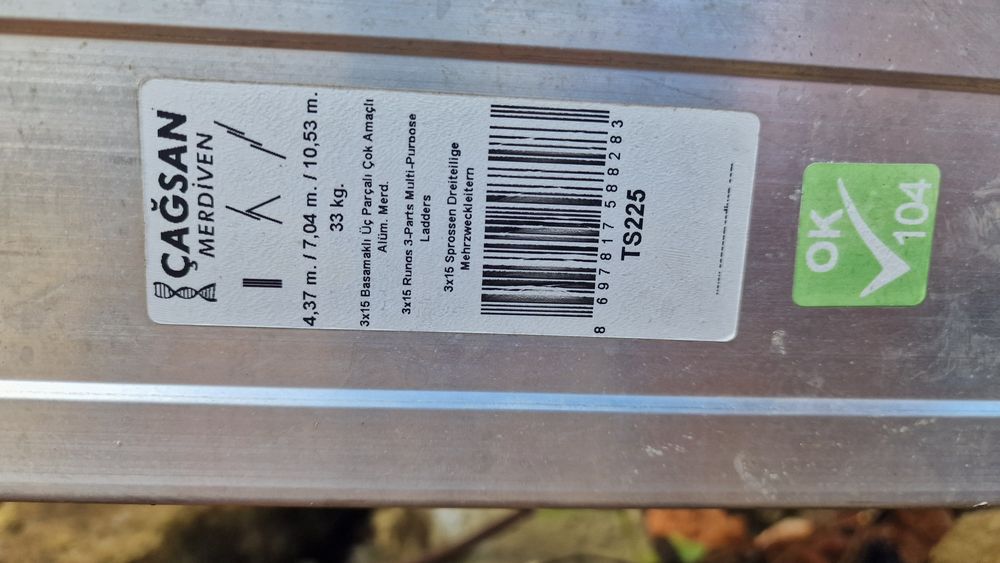 ÇAĞSAN
MERDİVEN
4,37 m. / 7,04 m. / 10,53 m.
33 kg.
3x15 Basamaklı Üç Parçalı Çok Amaçlı
Alüm. Merd.
3x15 Rungs 3-Parts Multi-Purpose
Ladders
3x15 Sprossen Dreiteilige
Mehrzweckleitern
8 697817 588283
TS225
OK
104